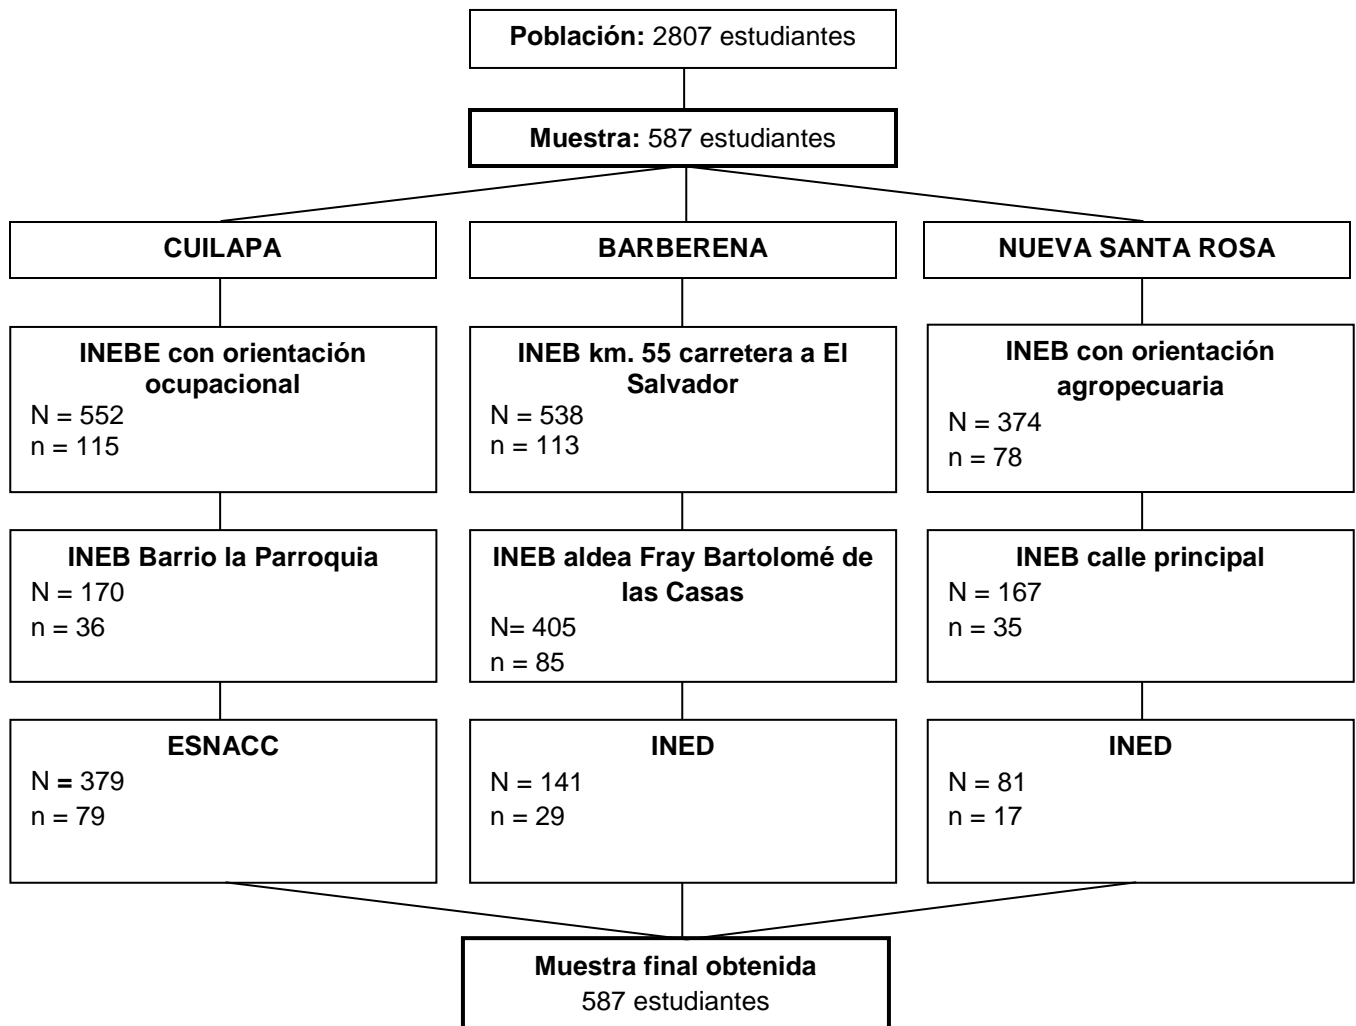 Población: 2807 estudiantes
Muestra: 587 estudiantes
CUILAPA
BARBERENA
NUEVA SANTA ROSA
INEBE con orientación
ocupacional
N = 552
n = 115
INEB km. 55 carretera a El
Salvador
N = 538
n = 113
INEB con orientación
agropecuaria
N = 374
n = 78
INEB Barrio la Parroquia
N = 170
n = 36
INEB aldea Fray Bartolomé de
las Casas
N= 405
n = 85
INEB calle principal
N = 167
n = 35
ESNACC
N = 379
n = 79
INED
N = 141
n = 29
INED
N = 81
n = 17
Muestra final obtenida
587 estudiantes